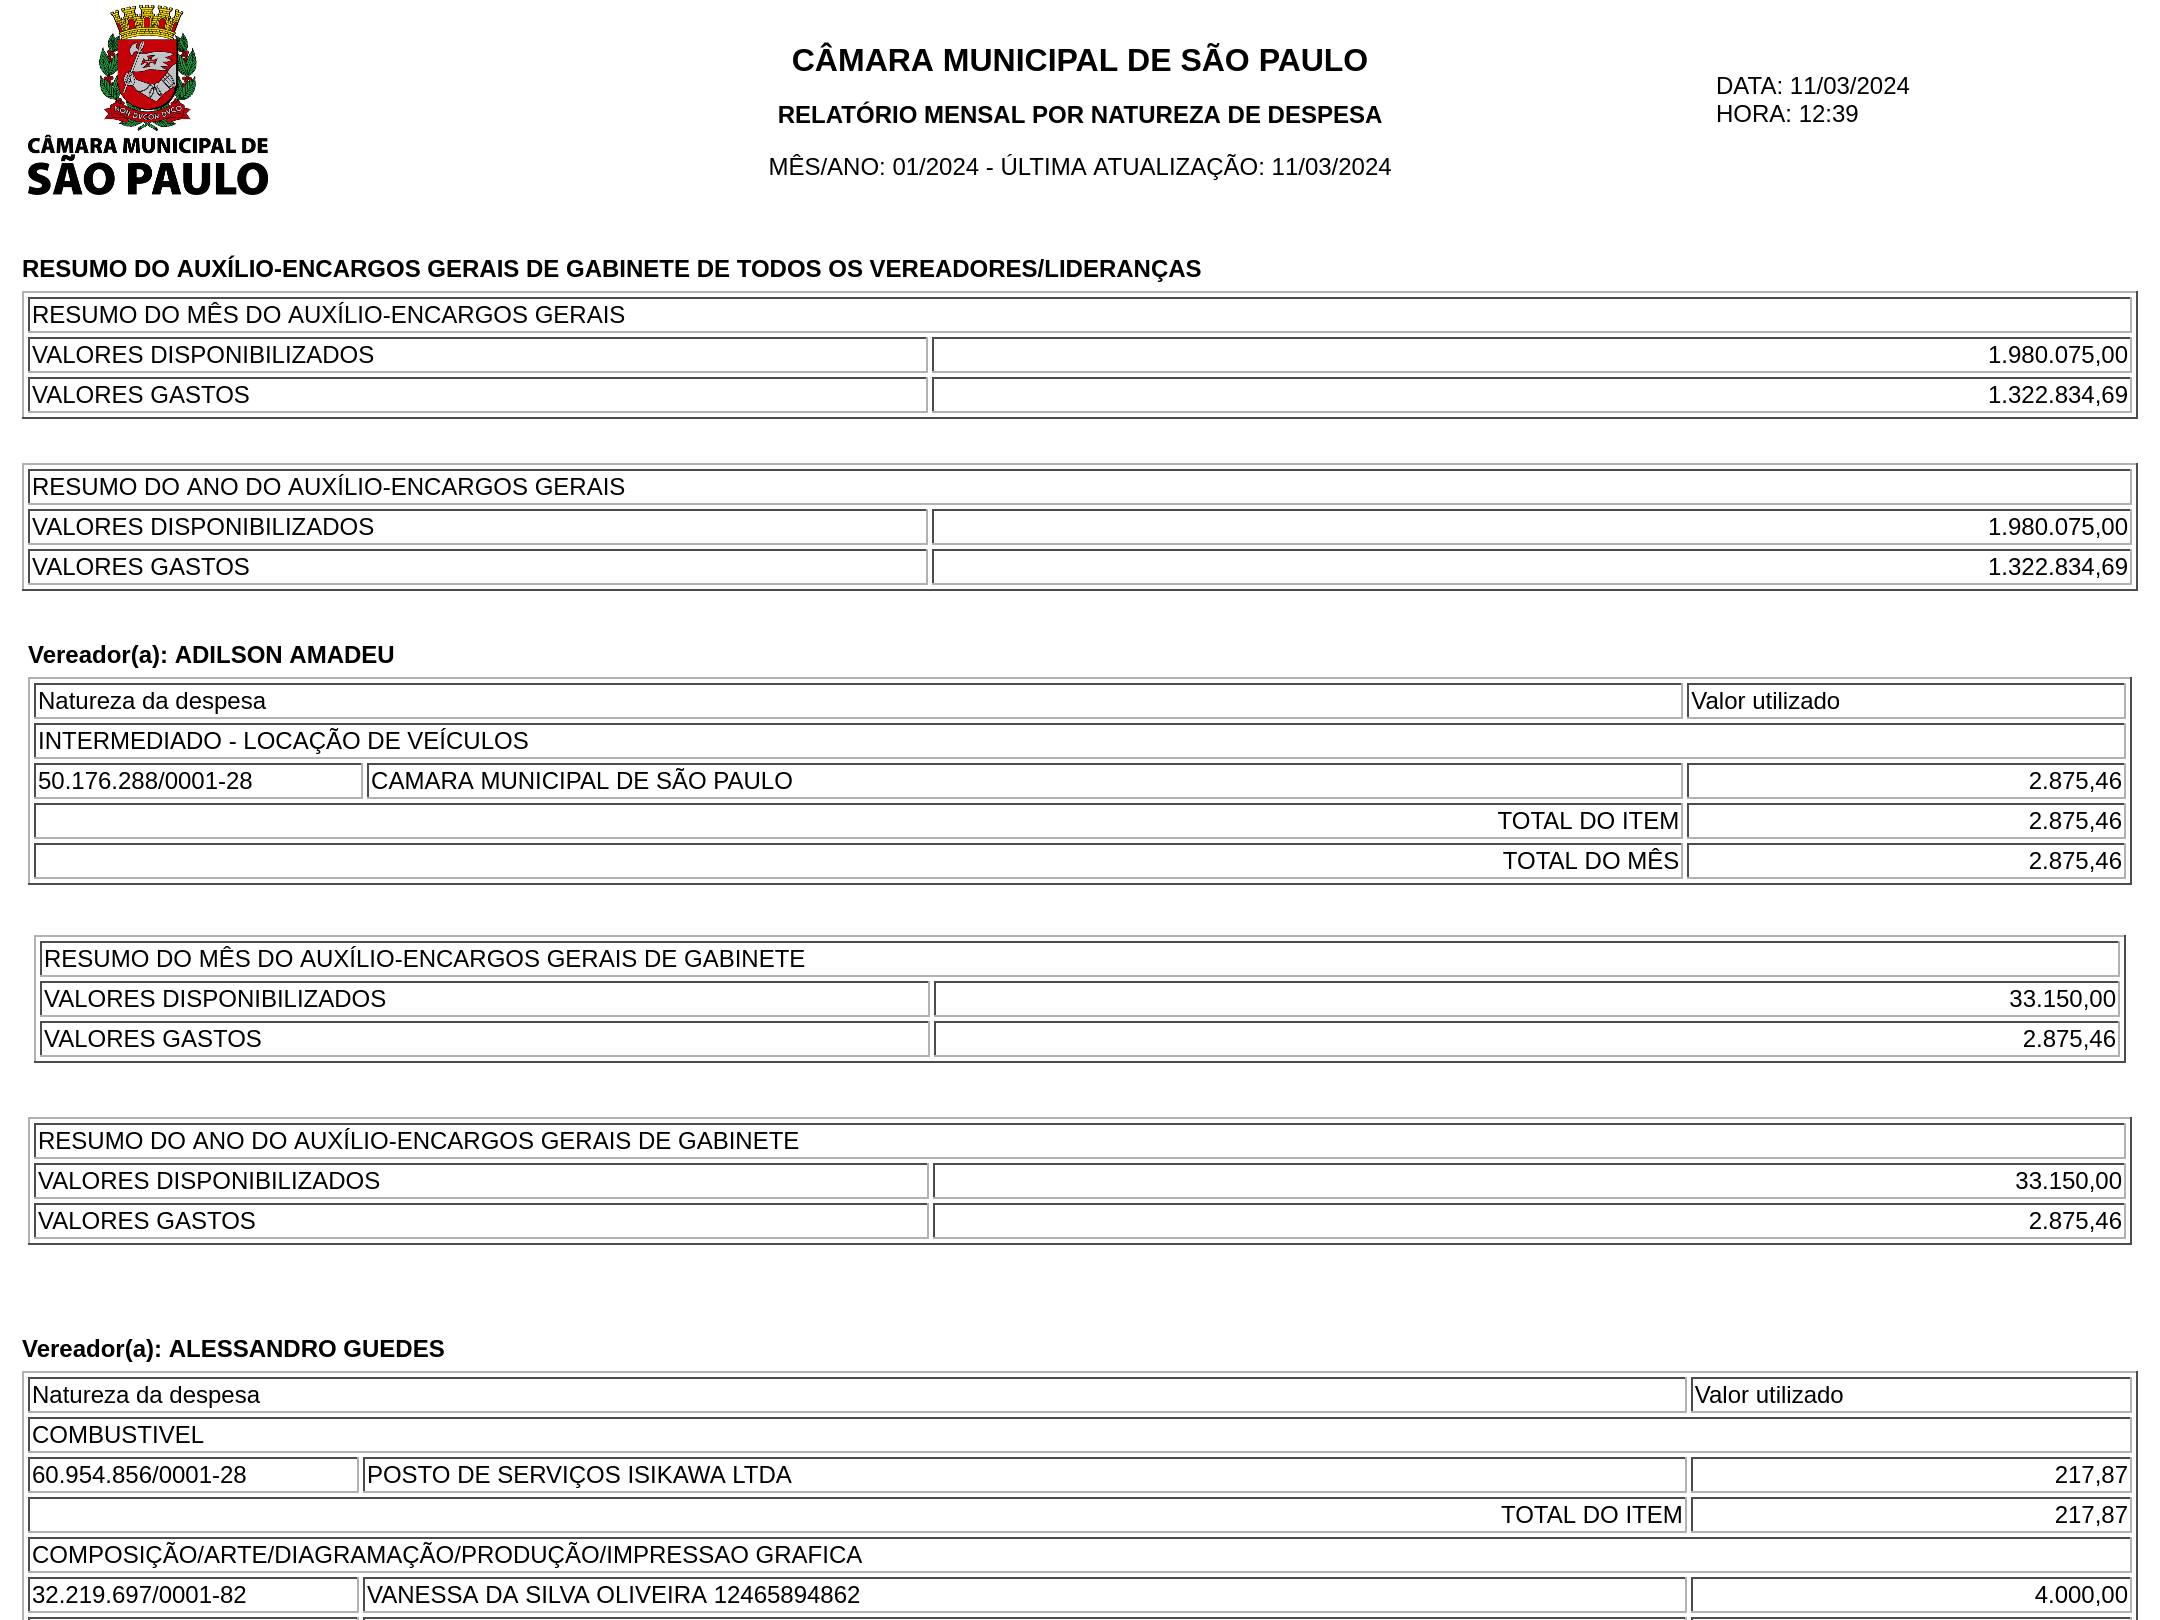 NON DVCOR DVCO
CÂMARA MUNICIPAL DE
SÃO PAULO
CÂMARA MUNICIPAL DE SÃO PAULO
RELATÓRIO MENSAL POR NATUREZA DE DESPESA
MÊS/ANO: 01/2024 - ÚLTIMA ATUALIZAÇÃO: 11/03/2024
DATA: 11/03/2024
HORA: 12:39
RESUMO DO AUXÍLIO-ENCARGOS GERAIS DE GABINETE DE TODOS OS VEREADORES/LIDERANÇAS
RESUMO DO MÊS DO AUXÍLIO-ENCARGOS GERAIS
VALORES DISPONIBILIZADOS 1.980.075,00
VALORES GASTOS 1.322.834,69
RESUMO DO ANO DO AUXÍLIO-ENCARGOS GERAIS
VALORES DISPONIBILIZADOS 1.980.075,00
VALORES GASTOS 1.322.834,69
Vereador(a): ADILSON AMADEU
Natureza da despesa Valor utilizado
INTERMEDIADO - LOCAÇÃO DE VEÍCULOS
50.176.288/0001-28 CAMARA MUNICIPAL DE SÃO PAULO 2.875,46
TOTAL DO ITEM 2.875,46
TOTAL DO MÊS 2.875,46
RESUMO DO MÊS DO AUXÍLIO-ENCARGOS GERAIS DE GABINETE
VALORES DISPONIBILIZADOS 33.150,00
VALORES GASTOS 2.875,46
RESUMO DO ANO DO AUXÍLIO-ENCARGOS GERAIS DE GABINETE
VALORES DISPONIBILIZADOS 33.150,00
VALORES GASTOS 2.875,46
Vereador(a): ALESSANDRO GUEDES
Natureza da despesa Valor utilizado
COMBUSTIVEL
60.954.856/0001-28 POSTO DE SERVIÇOS ISIKAWA LTDA 217,87
TOTAL DO ITEM 217,87
COMPOSIÇÃO/ARTE/DIAGRAMAÇÃO/PRODUÇÃO/IMPRESSAO GRAFICA
32.219.697/0001-82 VANESSA DA SILVA OLIVEIRA 12465894862 4.000,00